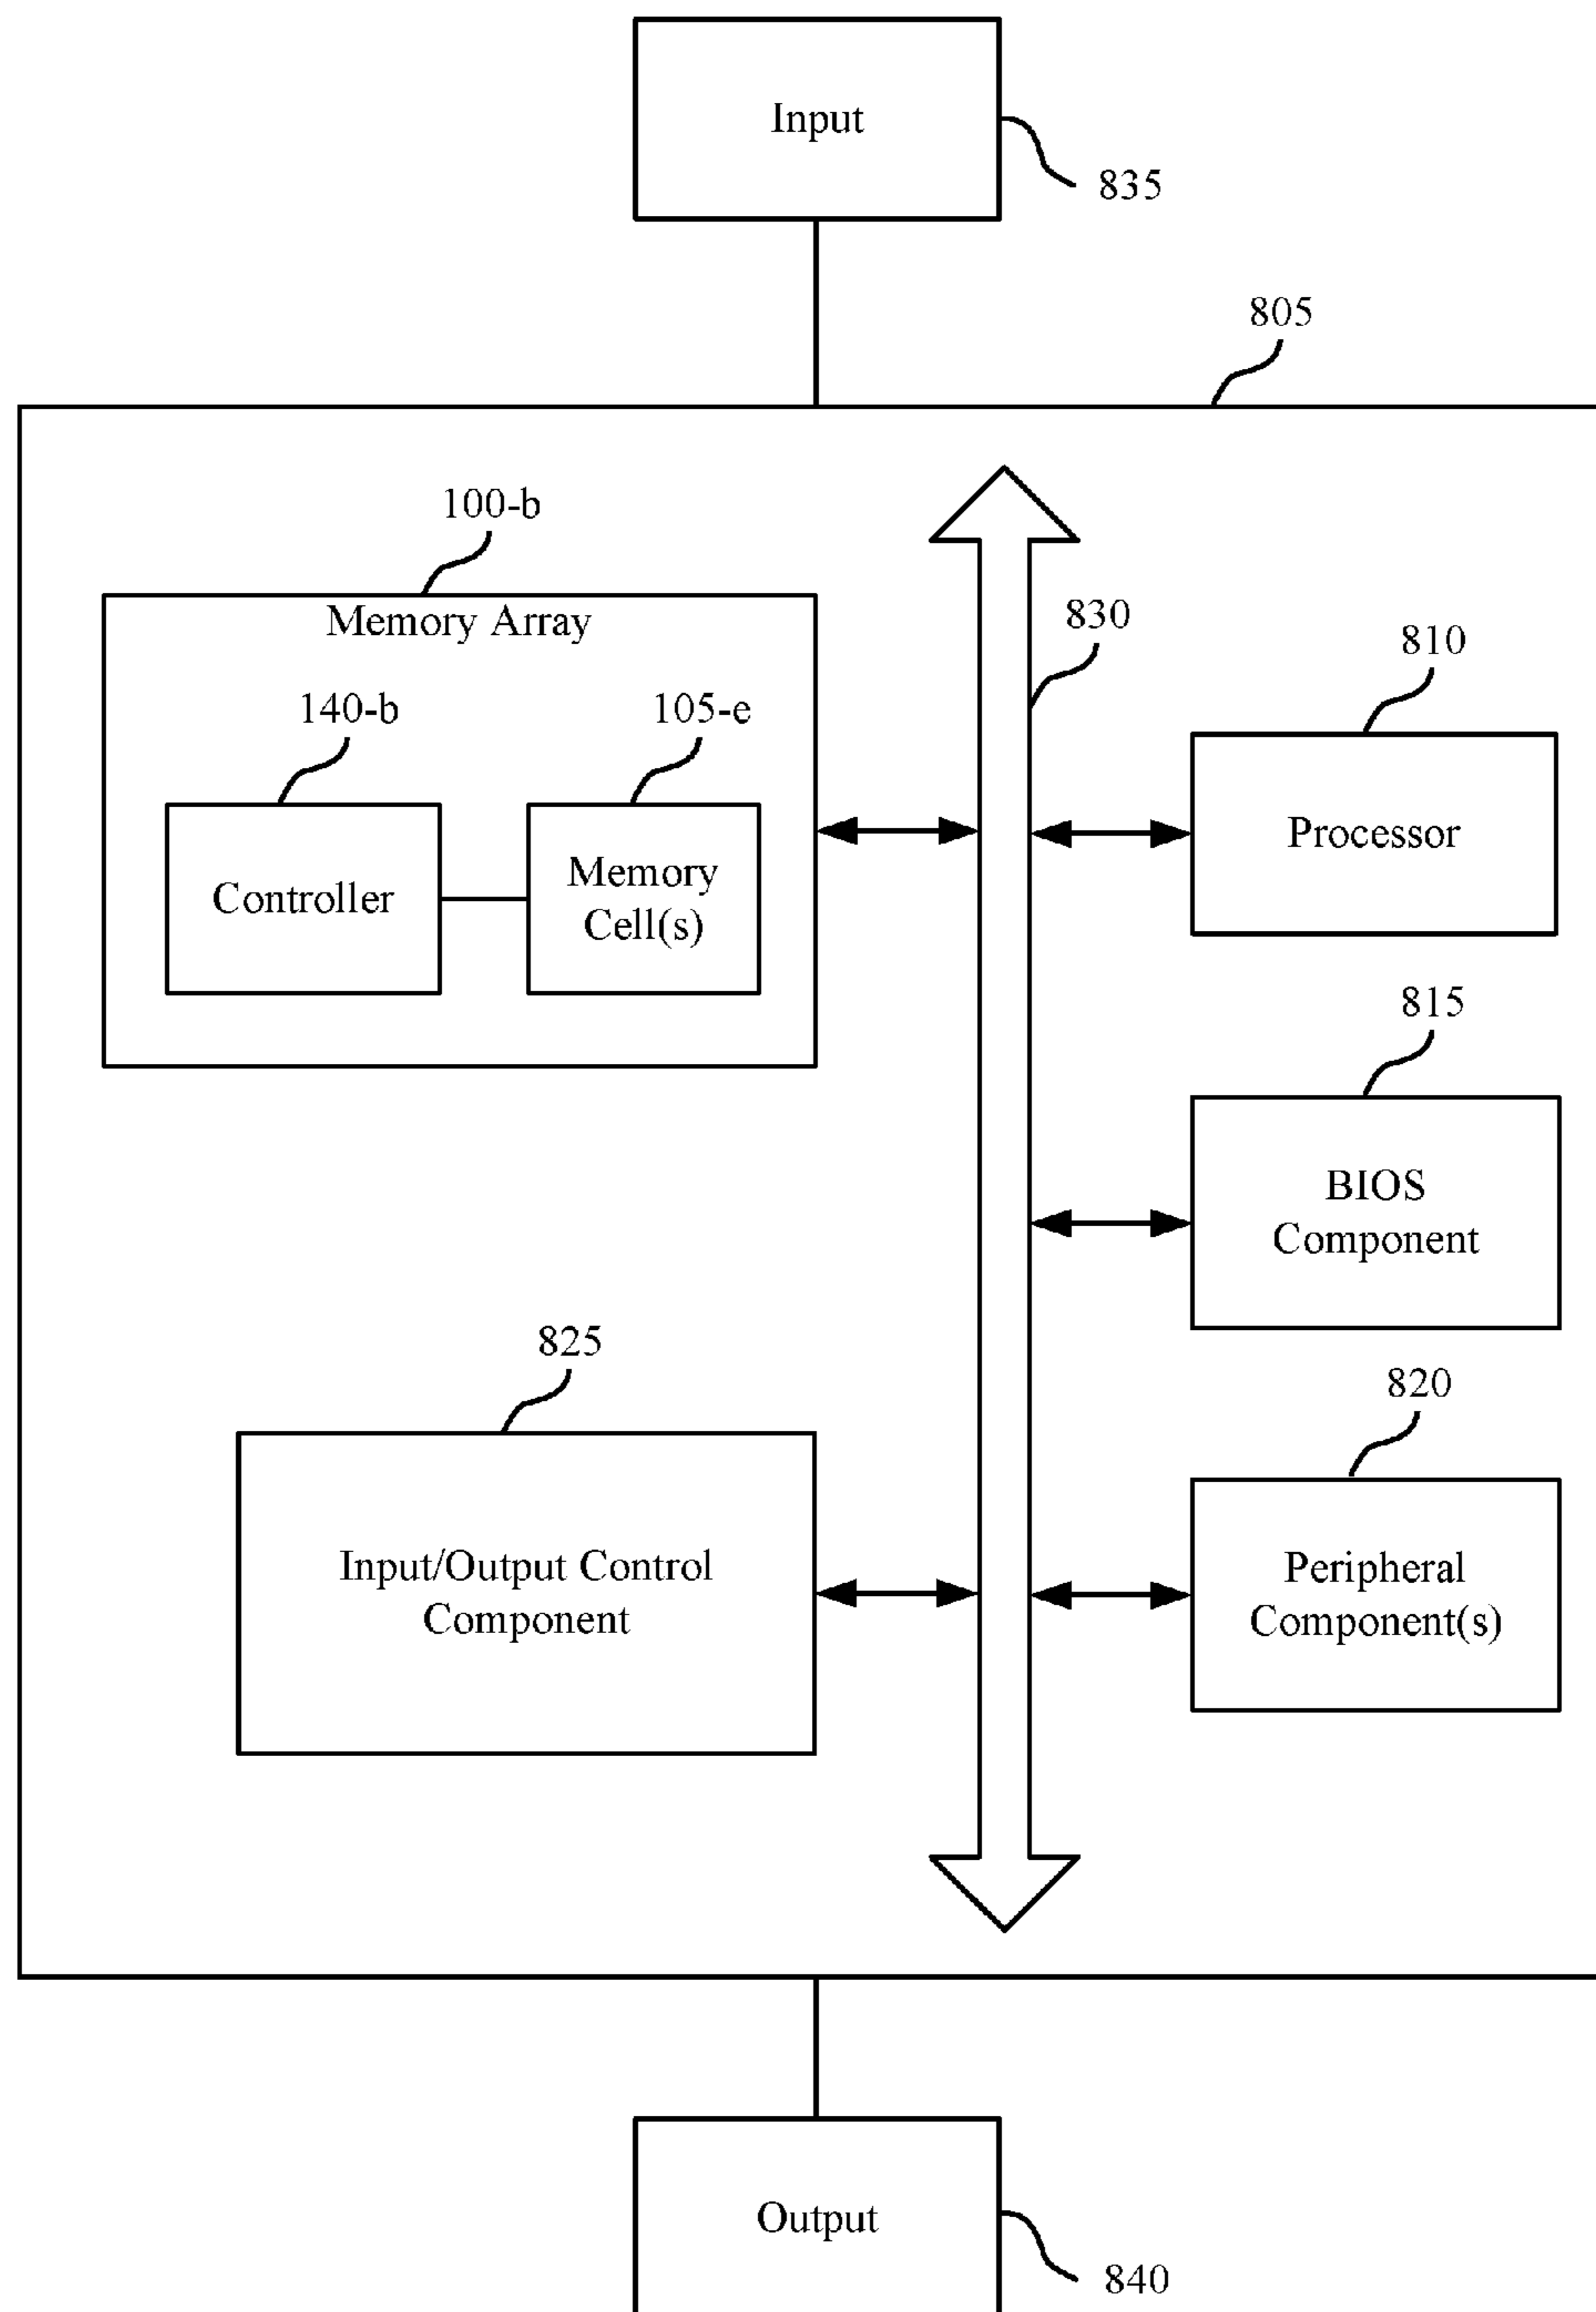 Input
835
805
100-b
Memory Array
830
810
140-b
105-e
Processor
Memory
Cell(s)
Controller
815
BIOS
Component
825
820
Input/Output Control
Component
Peripheral
Component(s)
Output
840